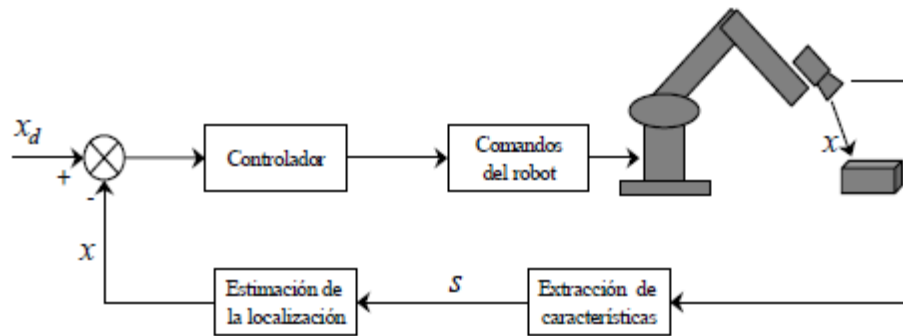 x_d
+
-
Controlador
Comandos
del robot
x
x
Estimación de
la localización
s
Extracción de
características